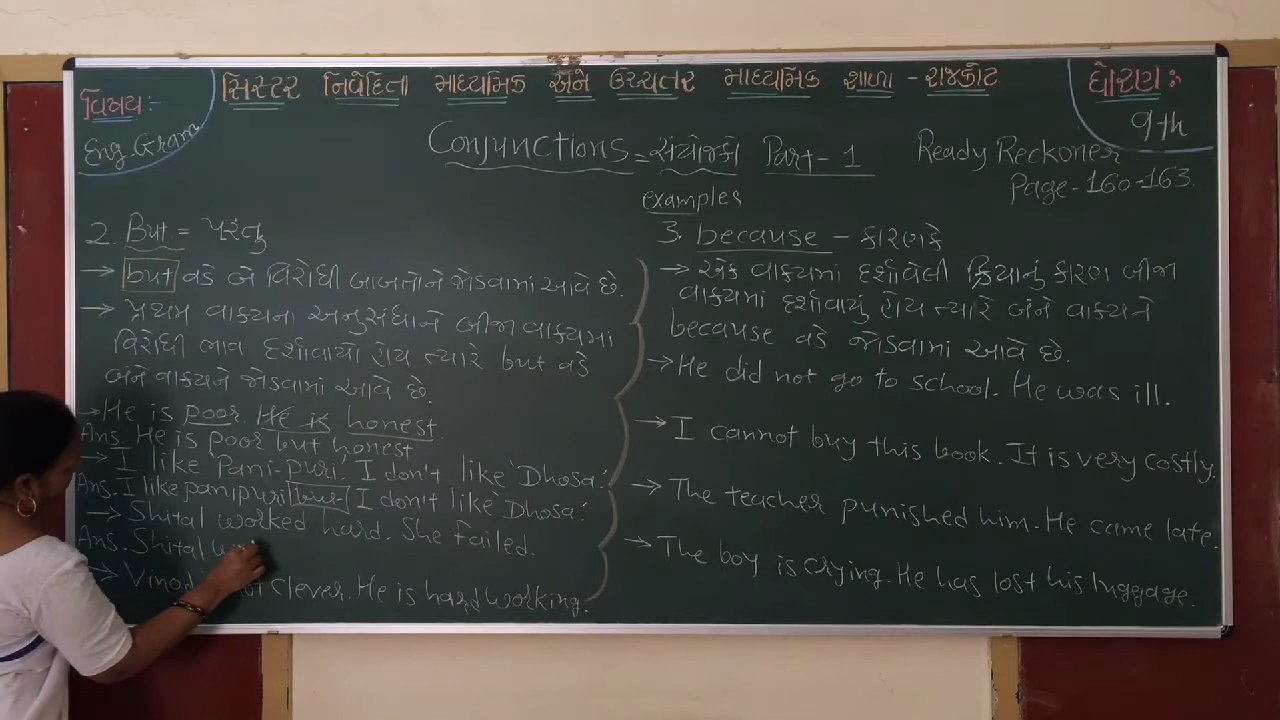 વિષય:-
Eng. Gram
સિસ્ટર નિવેદિતા માધ્યમિક અને ઉચ્ચતર માધ્યમિક શાળા - રાજકોટ
ધોરણ:
9th
Conjunctions = સંયોજકો Part - 1
Ready Reckoner
Page - 160-163.
examples
2. But = પરંતુ
→ but વડે બે વિરોધી બાબતોને જોડવામાં આવે છે.
→ પ્રથમ વાક્યના અનુસંધાને બીજા વાક્યમાં
વિરોધી ભાવ દર્શાવાયો હોય ત્યારે but વડે
બંને વાક્યને જોડવામાં આવે છે.
→ He is poor. He is honest.
Ans. He is poor but honest
→ I like Pani-puri. I don't like 'Dhosa.'
Ans. I like panipuri but I don't like 'Dhosa.'
→ Shital worked hard. She failed.
Ans. Shital
→ Vinod clever. He is hard working.
3. because - કારણકે
→ એક વાક્યમાં દર્શાવેલી ક્રિયાનું કારણ બીજા
વાક્યમાં દર્શાવાયું હોય ત્યારે બંને વાક્યને
because વડે જોડવામાં આવે છે.
→ He did not go to school. He was ill.
→ I cannot buy this book. It is very costly.
→ The teacher punished him. He came late.
→ The boy is crying. He has lost his luggage.